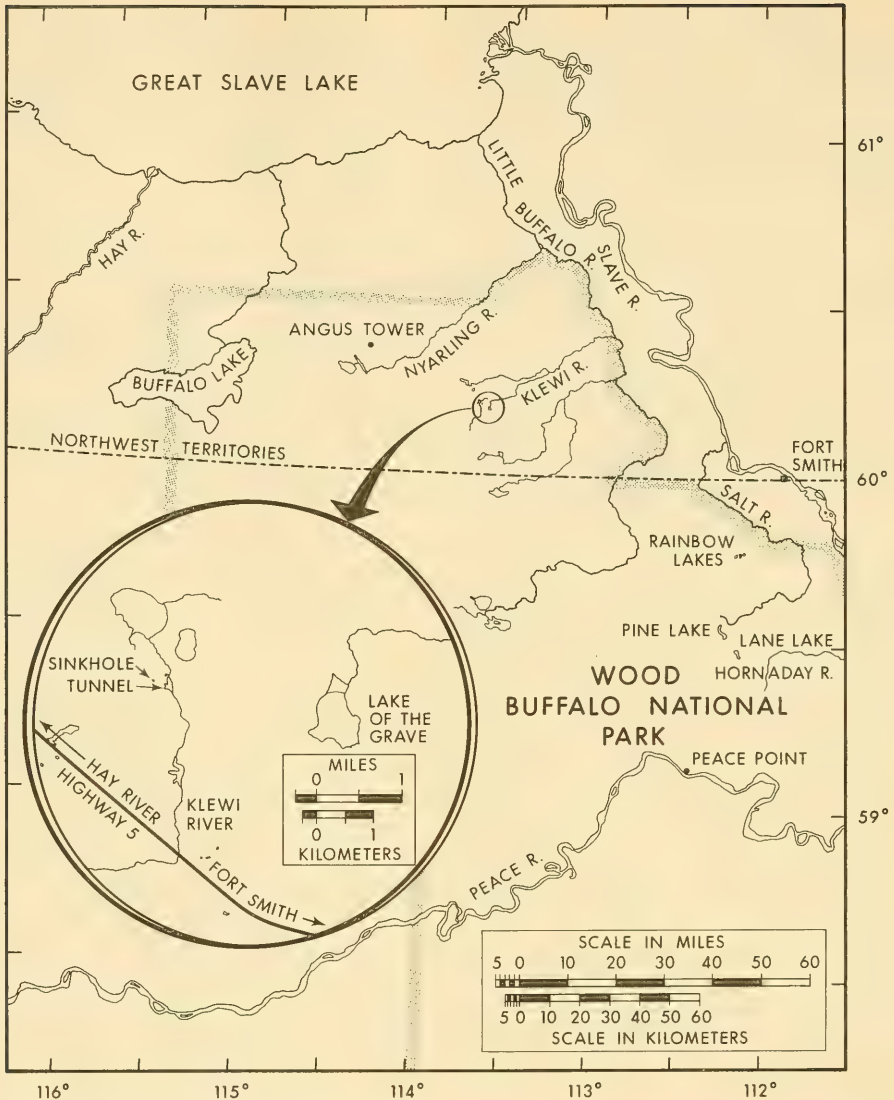 GREAT SLAVE LAKE
61°
LITTLE BUFFALO R.
SLAVE R.
HAY R.
ANGUS TOWER
NYARLING R.
BUFFALO LAKE
KLEWI R.
NORTHWEST TERRITORIES
FORT
SMITH
60°
SALT R.
RAINBOW
LAKES
PINE LAKE
LANE LAKE
HORNADAY R.
WOOD
BUFFALO NATIONAL
PARK
PEACE POINT
59°
PEACE R.
SINKHOLE
TUNNEL
LAKE
OF THE
GRAVE
HAY RIVER
HIGHWAY 5
KLEWI
RIVER
FORT SMITH
MILES
0 1
0 1
KILOMETERS
SCALE IN MILES
5 0 10 20 30 40 50 60
5 0 10 20 30 40 50 60
SCALE IN KILOMETERS
116° 115° 114° 113° 112°